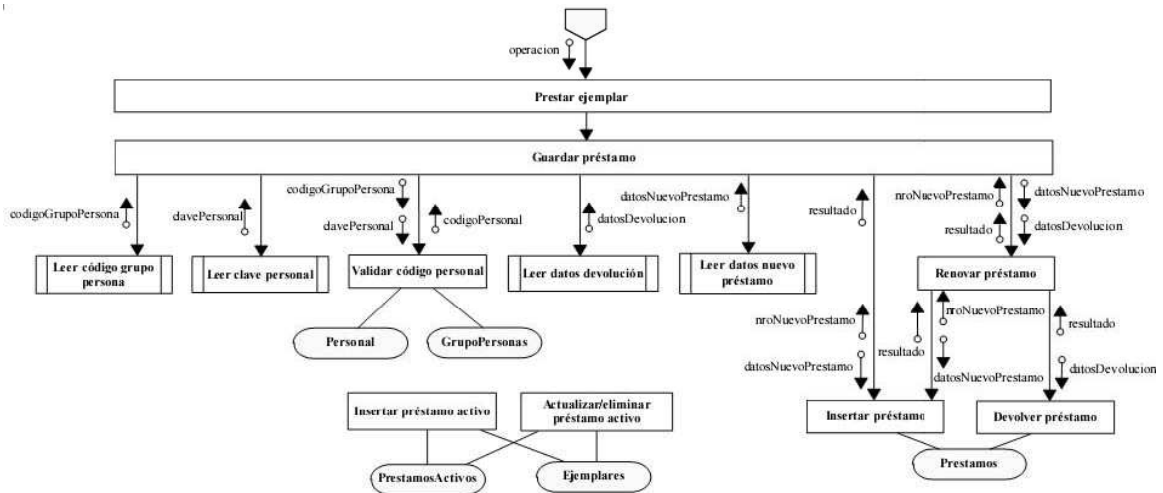 operacion
Prestar ejemplar
Guardar préstamo
codigoGrupoPersona
davePersonal
codigoGrupoPersona
davePersonal
codigoPersonal
datosDevolucion
datosNuevoPrestamo
resultado
nroNuevoPrestamo
datosNuevoPrestamo
resultado
datosDevolucion
Leer código grupo
persona
Leer clave personal
Validar código personal
Leer datos devolución
Leer datos nuevo
préstamo
Renovar préstamo
Personal
GrupoPersonas
nroNuevoPrestamo
datosNuevoPrestamo
resultado
nroNuevoPrestamo
datosNuevoPrestamo
resultado
datosDevolucion
Insertar préstamo activo
Actualizar/eliminar
préstamo activo
Insertar préstamo
Devolver préstamo
PrestamosActivos
Ejemplares
Prestamos